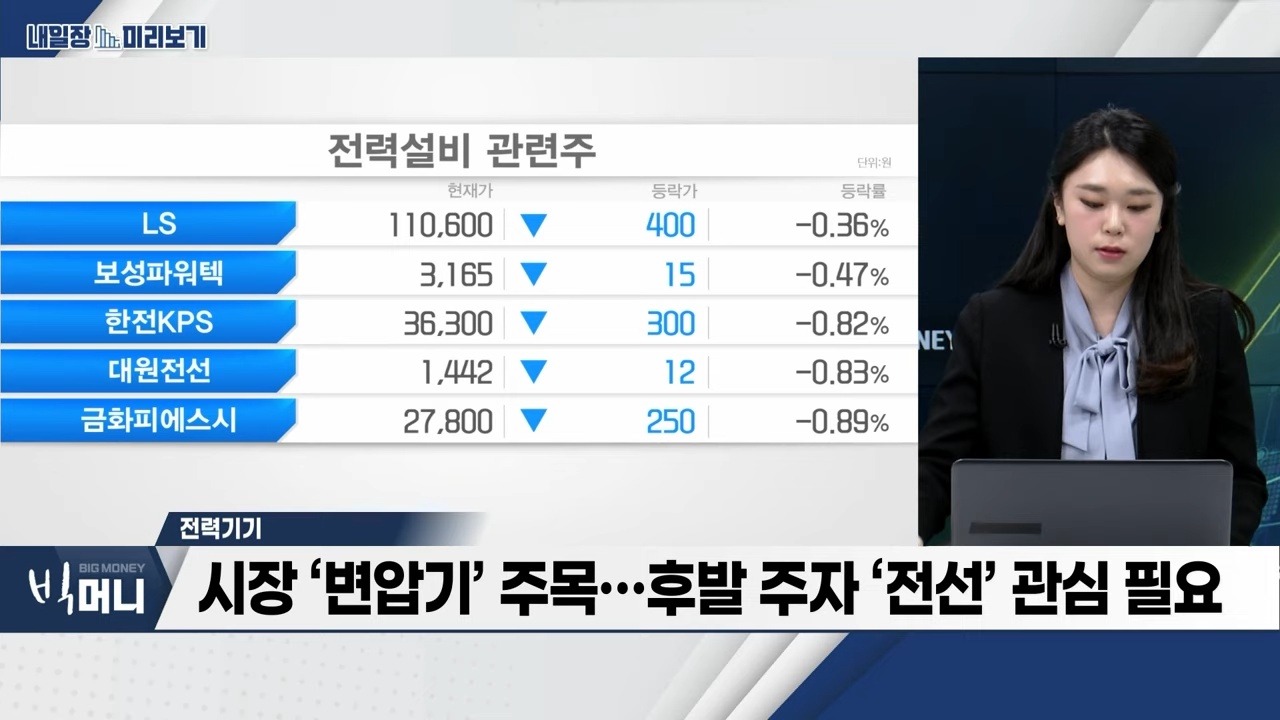 내일장 미리보기
전력설비 관련주
단위:원
현재가 등락가 등락률
LS 110,600 ▼ 400 -0.36%
보성파워텍 3,165 ▼ 15 -0.47%
한전KPS 36,300 ▼ 300 -0.82%
대원전선 1,442 ▼ 12 -0.83%
금화피에스시 27,800 ▼ 250 -0.89%
NEY
전력기기
BIG MONEY
빅머니
시장 ‘변압기’ 주목…후발 주자 ‘전선’ 관심 필요